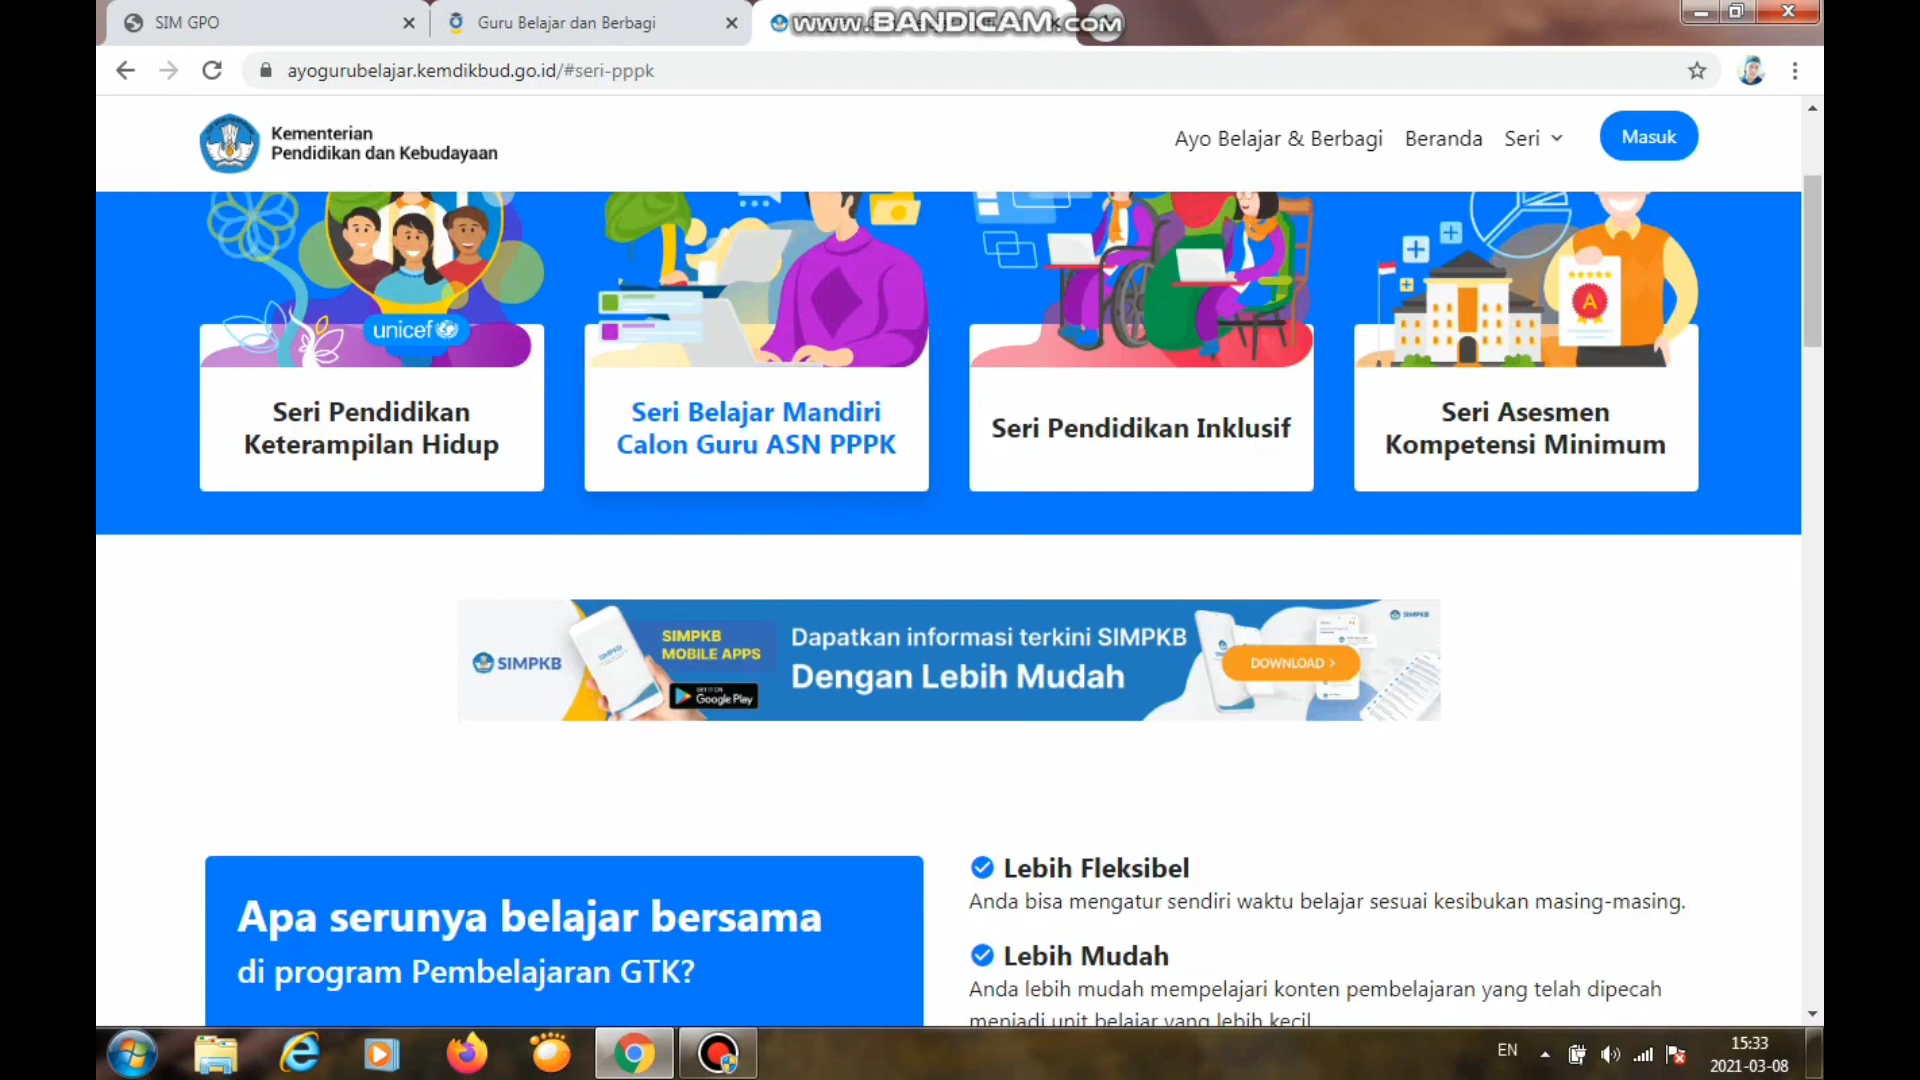 SIM GPO
Guru Belajar dan Berbagi
www.BANDICAM.com
ayogurubelajar.kemdikbud.go.id/#seri-pppk
Kementerian
Pendidikan dan Kebudayaan
Ayo Belajar & Berbagi
Beranda
Seri
Masuk
unicef
A
Seri Pendidikan
Keterampilan Hidup
Seri Belajar Mandiri
Calon Guru ASN PPPK
Seri Pendidikan Inklusif
Seri Asesmen
Kompetensi Minimum
SIMPKB
SIMPKB
MOBILE APPS
GET IT ON
Google Play
Dapatkan informasi terkini SIMPKB
Dengan Lebih Mudah
DOWNLOAD >
SIMPKB
Apa serunya belajar bersama
di program Pembelajaran GTK?
Lebih Fleksibel
Anda bisa mengatur sendiri waktu belajar sesuai kesibukan masing-masing.
Lebih Mudah
Anda lebih mudah mempelajari konten pembelajaran yang telah dipecah
menjadi unit belajar yang lebih kecil
EN
15:33
2021-03-08